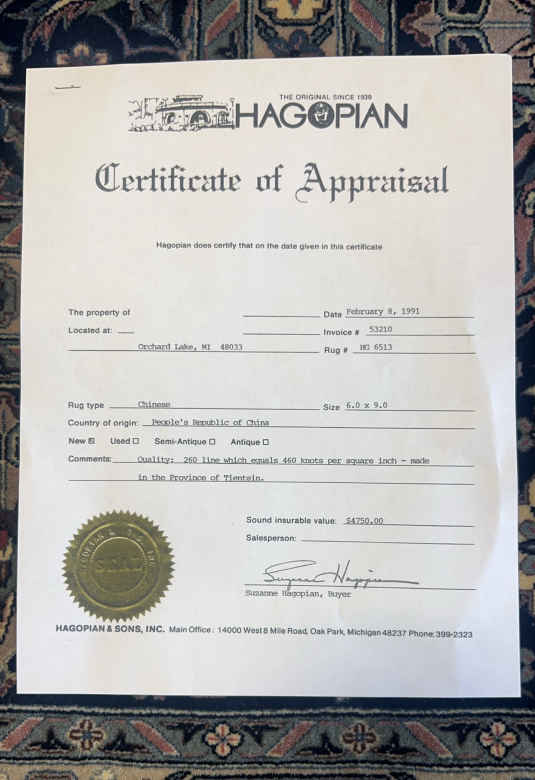 THE ORIGINAL SINCE 1939
HAGOPIAN
Certificate of Appraisal
Hagopian does certify that on the date given in this certificate
The property of Date February 8, 1991
Located at: Invoice # 53210
Orchard Lake, MI 48033 Rug # HG 6513
Rug type Chinese Size 6.0 x 9.0
Country of origin: People's Republic of China
New ☒ Used ☐ Semi-Antique ☐ Antique ☐
Comments: Quality: 260 line which equals 460 knots per square inch - made
in the Province of Tientsin.
Sound insurable value: $4750.00
Salesperson:
Suzanne Hagopian
Suzanne Hagopian, Buyer
SEAL
HAGOPIAN & SONS, INC. Main Office: 14000 West 8 Mile Road, Oak Park, Michigan 48237 Phone: 399-2323